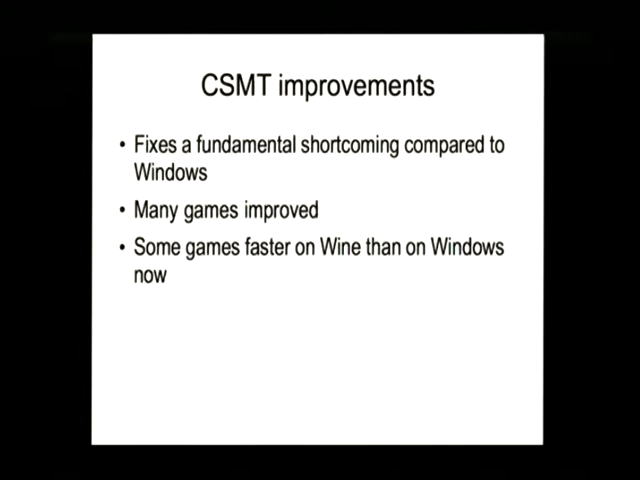 CSMT improvements
• Fixes a fundamental shortcoming compared to
Windows
• Many games improved
• Some games faster on Wine than on Windows
now